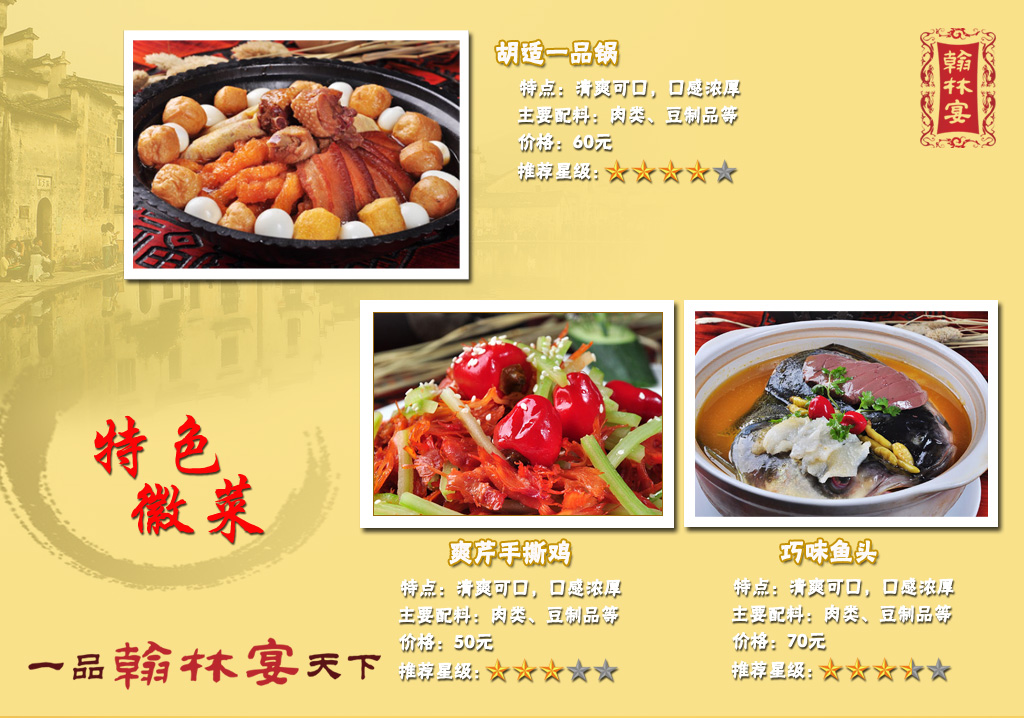 胡适一品锅
特点：清爽可口，口感浓厚
主要配料：肉类、豆制品等
价格：60元
推荐星级：
翰林宴
特色
徽菜
爽芹手撕鸡
特点：清爽可口，口感浓厚
主要配料：肉类、豆制品等
价格：50元
推荐星级：
巧味鱼头
特点：清爽可口，口感浓厚
主要配料：肉类、豆制品等
价格：70元
推荐星级：
一品翰林宴天下